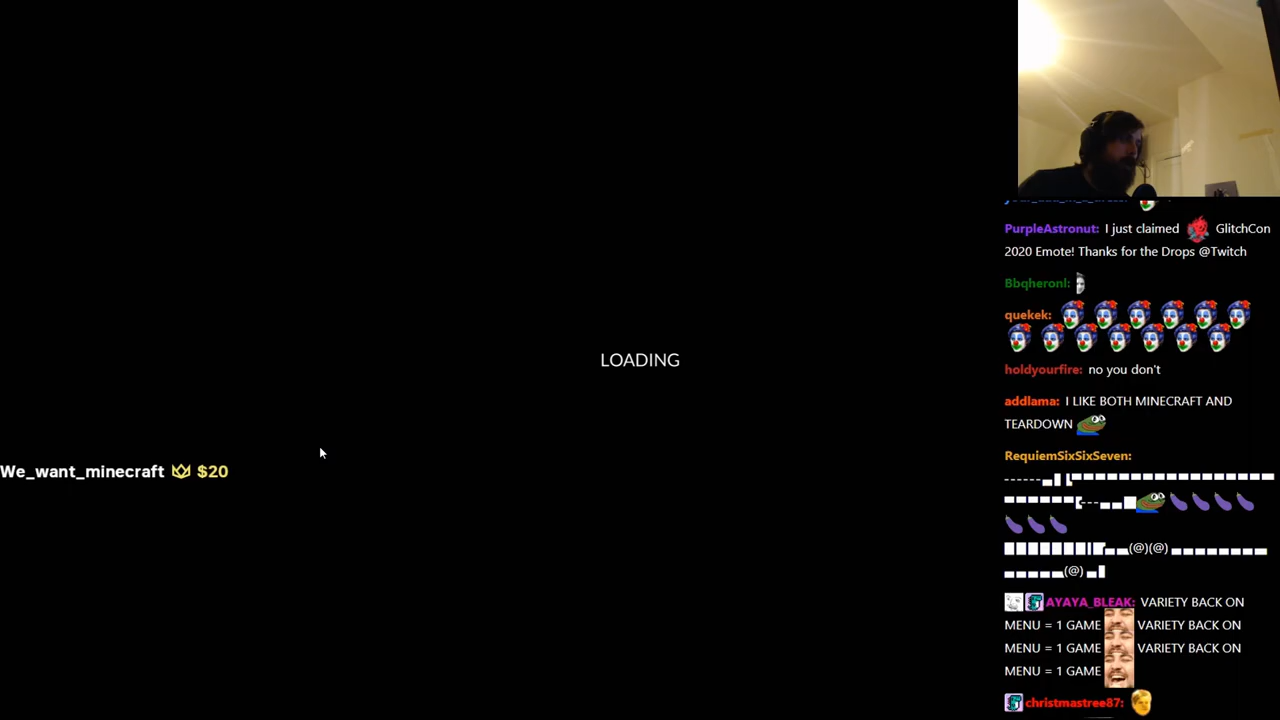 PurpleAstronut: I just claimed GlitchCon
2020 Emote! Thanks for the Drops @Twitch
Bbqheronl:
quekek:
LOADING
holdyourfire: no you don't
addlama: I LIKE BOTH MINECRAFT AND
TEARDOWN
RequiemSixSixSeven:
We_want_minecraft $20
(@)(@)
(@)
AYAYA_BLEAK: VARIETY BACK ON
MENU = 1 GAME VARIETY BACK ON
MENU = 1 GAME VARIETY BACK ON
MENU = 1 GAME
christmastree87: